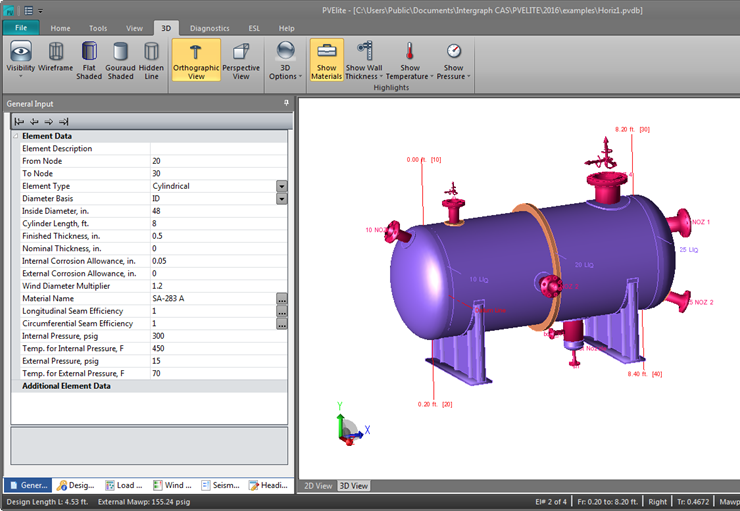 PVElite - [C:\Users\Public\Documents\Intergraph CAS\PVELITE\2016\examples\Horiz1.pvdb]
File Home Tools View 3D Diagnostics ESL Help
Visibility Wireframe Flat Shaded Gouraud Shaded Hidden Line Orthographic View Perspective View 3D Options Show Materials Show Wall Thickness Show Temperature Show Pressure
Highlights
General Input
Element Data
Element Description
From Node 20
To Node 30
Element Type Cylindrical
Diameter Basis ID
Inside Diameter, in. 48
Cylinder Length, ft. 8
Finished Thickness, in. 0.5
Nominal Thickness, in. 0
Internal Corrosion Allowance, in. 0.05
External Corrosion Allowance, in. 0
Wind Diameter Multiplier 1.2
Material Name SA-283 A ...
Longitudinal Seam Efficiency 1 ...
Circumferential Seam Efficiency 1 ...
Internal Pressure, psig 300
Temp. for Internal Pressure, F 450
External Pressure, psig 15
Temp. for External Pressure, F 70
Additional Element Data
8.20 ft. [30]
0.00 ft. [10]
10 NOZ
NOZ 1
25 LIQ
20 LIQ
10 LIQ
NOZ 2
NOZ
8.40 ft. [40]
0.20 ft. [20]
Y
X
Gener... Desig... Load ... Wind ... Seism... Headi...
2D View 3D View
Design Length L: 4.53 ft. External Mawp: 155.24 psig El# 2 of 4 Fr: 0.20 to: 8.20 ft. Right Tr: 0.4672 Mawp